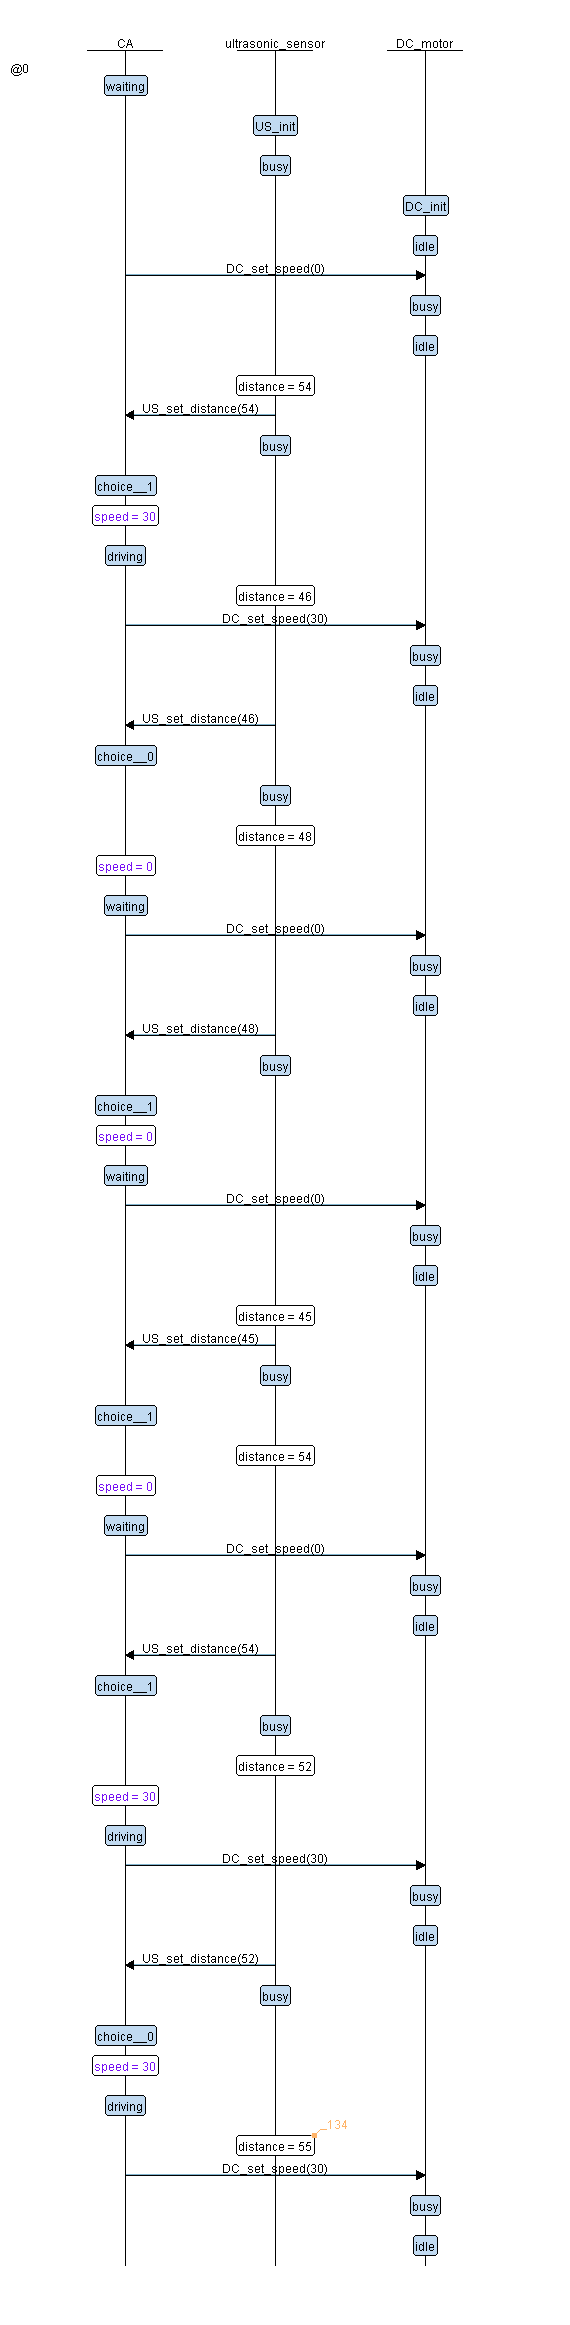 CA
ultrasonic_sensor
DC_motor
@0
waiting
US_init
busy
DC_init
idle
DC_set_speed(0)
busy
idle
distance = 54
US_set_distance(54)
busy
choice__1
speed = 30
driving
distance = 46
DC_set_speed(30)
busy
idle
US_set_distance(46)
choice__0
busy
distance = 48
speed = 0
waiting
DC_set_speed(0)
busy
idle
US_set_distance(48)
busy
choice__1
speed = 0
waiting
DC_set_speed(0)
busy
idle
distance = 45
US_set_distance(45)
busy
choice__1
distance = 54
speed = 0
waiting
DC_set_speed(0)
busy
idle
US_set_distance(54)
choice__1
busy
distance = 52
speed = 30
driving
DC_set_speed(30)
busy
idle
US_set_distance(52)
busy
choice__0
speed = 30
driving
_134
distance = 55
DC_set_speed(30)
busy
idle